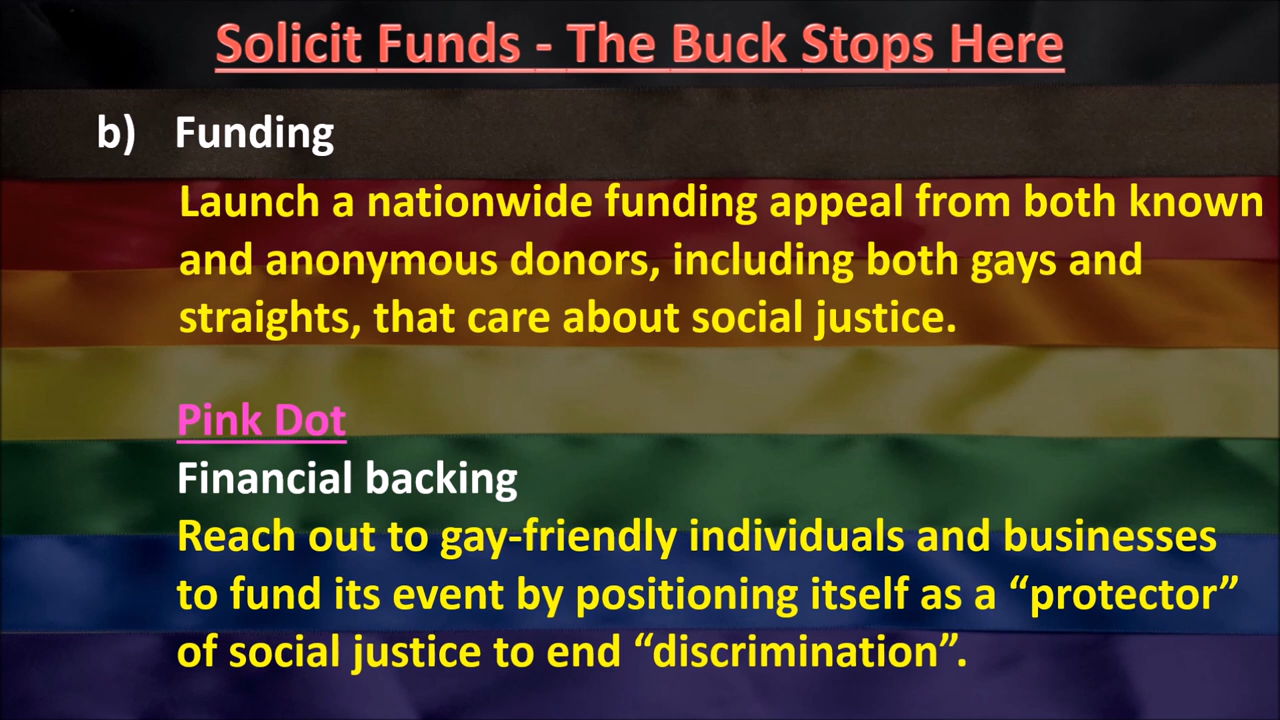 Solicit Funds - The Buck Stops Here
b) Funding
Launch a nationwide funding appeal from both known
and anonymous donors, including both gays and
straights, that care about social justice.
Pink Dot
Financial backing
Reach out to gay-friendly individuals and businesses
to fund its event by positioning itself as a “protector”
of social justice to end “discrimination”.